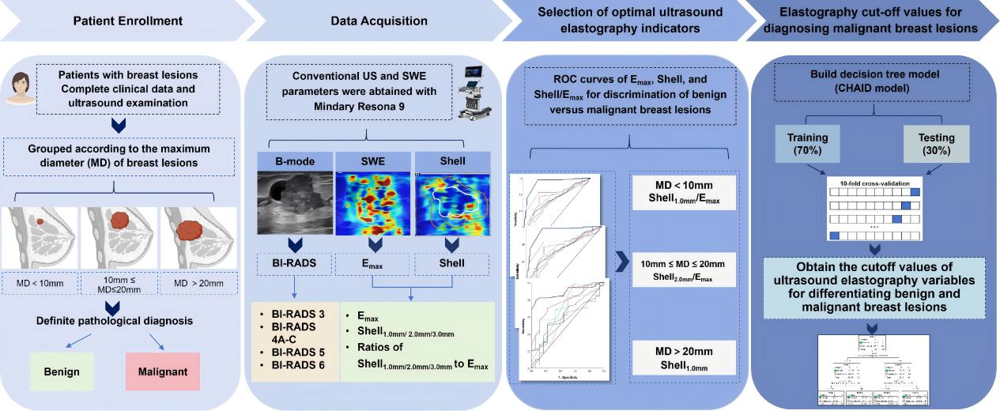 Patient Enrollment
Data Acquisition
Selection of optimal ultrasound
elastography indicators
Elastography cut-off values for
diagnosing malignant breast lesions
Patients with breast lesions
Complete clinical data and
ultrasound examination
Grouped according to the maximum
diameter (MD) of breast lesions
MD < 10mm
10mm ≤
MD≤20mm
MD > 20mm
Definite pathological diagnosis
Benign
Malignant
Conventional US and SWE
parameters were abtained with
Mindary Resona 9
B-mode
SWE
Shell
BI-RADS
Emax
Shell
• BI-RADS 3
• BI-RADS
4A-C
• BI-RADS 5
• BI-RADS 6
• Emax
• Shell1.0mm/ 2.0mm/3.0mm
• Ratios of
Shell1.0mm/2.0mm/3.0mm to Emax
ROC curves of Emax, Shell, and
Shell/Emax for discrimination of benign
versus malignant breast lesions
Sensitivity
Sensitivity
Sensitivity
1 - Specificity
MD < 10mm
Shell1.0mm/Emax
10mm ≤ MD ≤ 20mm
Shell2.0mm/Emax
MD > 20mm
Shell1.0mm
Build decision tree model
(CHAID model)
Training
(70%)
Testing
(30%)
10-fold cross-validation
...
Obtain the cutoff values of
ultrasound elastography variables
for differentiating benign and
malignant breast lesions